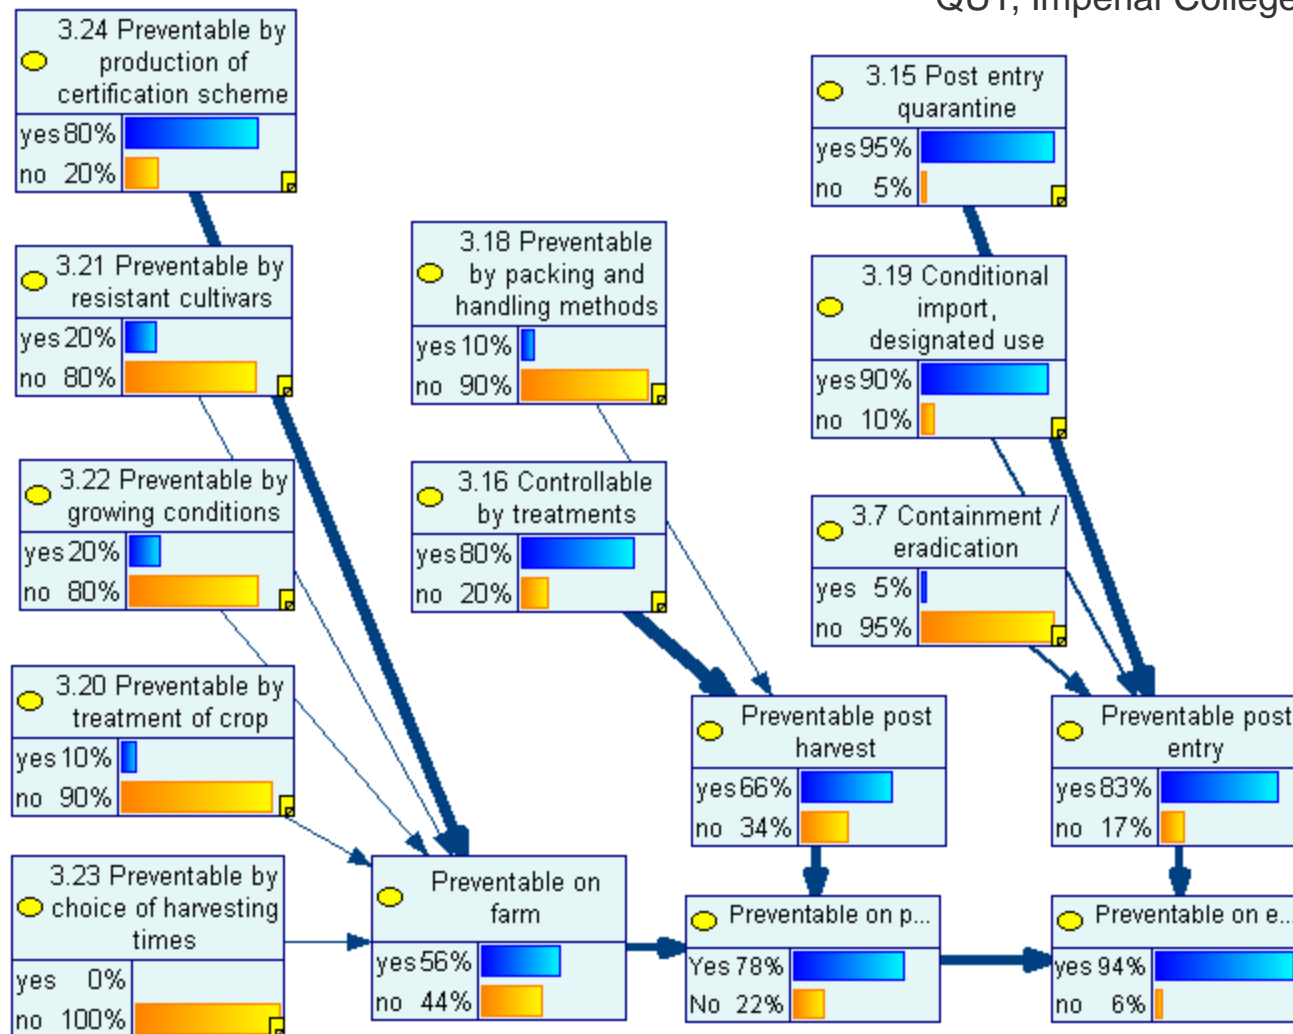 QUT, Imperial College
3.24 Preventable by
production of
certification scheme
yes 80%
no 20%
3.21 Preventable by
resistant cultivars
yes 20%
no 80%
3.22 Preventable by
growing conditions
yes 20%
no 80%
3.20 Preventable by
treatment of crop
yes 10%
no 90%
3.23 Preventable by
choice of harvesting
times
yes 0%
no 100%
3.18 Preventable
by packing and
handling methods
yes 10%
no 90%
3.16 Controllable
by treatments
yes 80%
no 20%
3.15 Post entry
quarantine
yes 95%
no 5%
3.19 Conditional
import,
designated use
yes 90%
no 10%
3.7 Containment /
eradication
yes 5%
no 95%
Preventable post
harvest
yes 66%
no 34%
Preventable post
entry
yes 83%
no 17%
Preventable on
farm
yes 56%
no 44%
Preventable on p...
Yes 78%
No 22%
Preventable on e...
yes 94%
no 6%